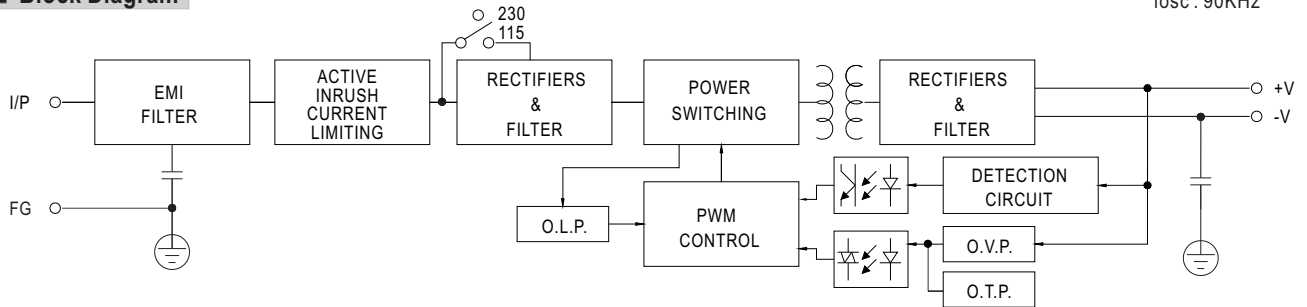 Block Diagram
fosc : 90KHz
230
115
I/P
EMI
FILTER
ACTIVE
INRUSH
CURRENT
LIMITING
RECTIFIERS
&
FILTER
POWER
SWITCHING
RECTIFIERS
&
FILTER
+V
-V
FG
O.L.P.
PWM
CONTROL
DETECTION
CIRCUIT
O.V.P.
O.T.P.